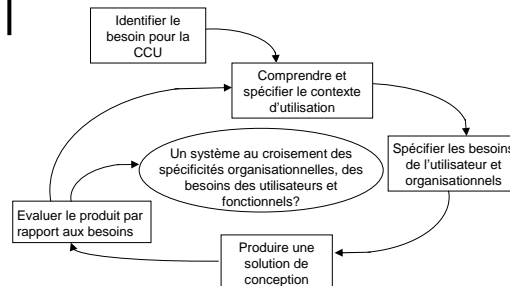 Identifier le
besoin pour la
CCU
Comprendre et
spécifier le contexte
d'utilisation
Un système au croisement des
spécificités organisationnelles, des
besoins des utilisateurs et
fonctionnels?
Spécifier les besoins
de l'utilisateur et
organisationnels
Evaluer le produit par
rapport aux besoins
Produire une
solution de
conception